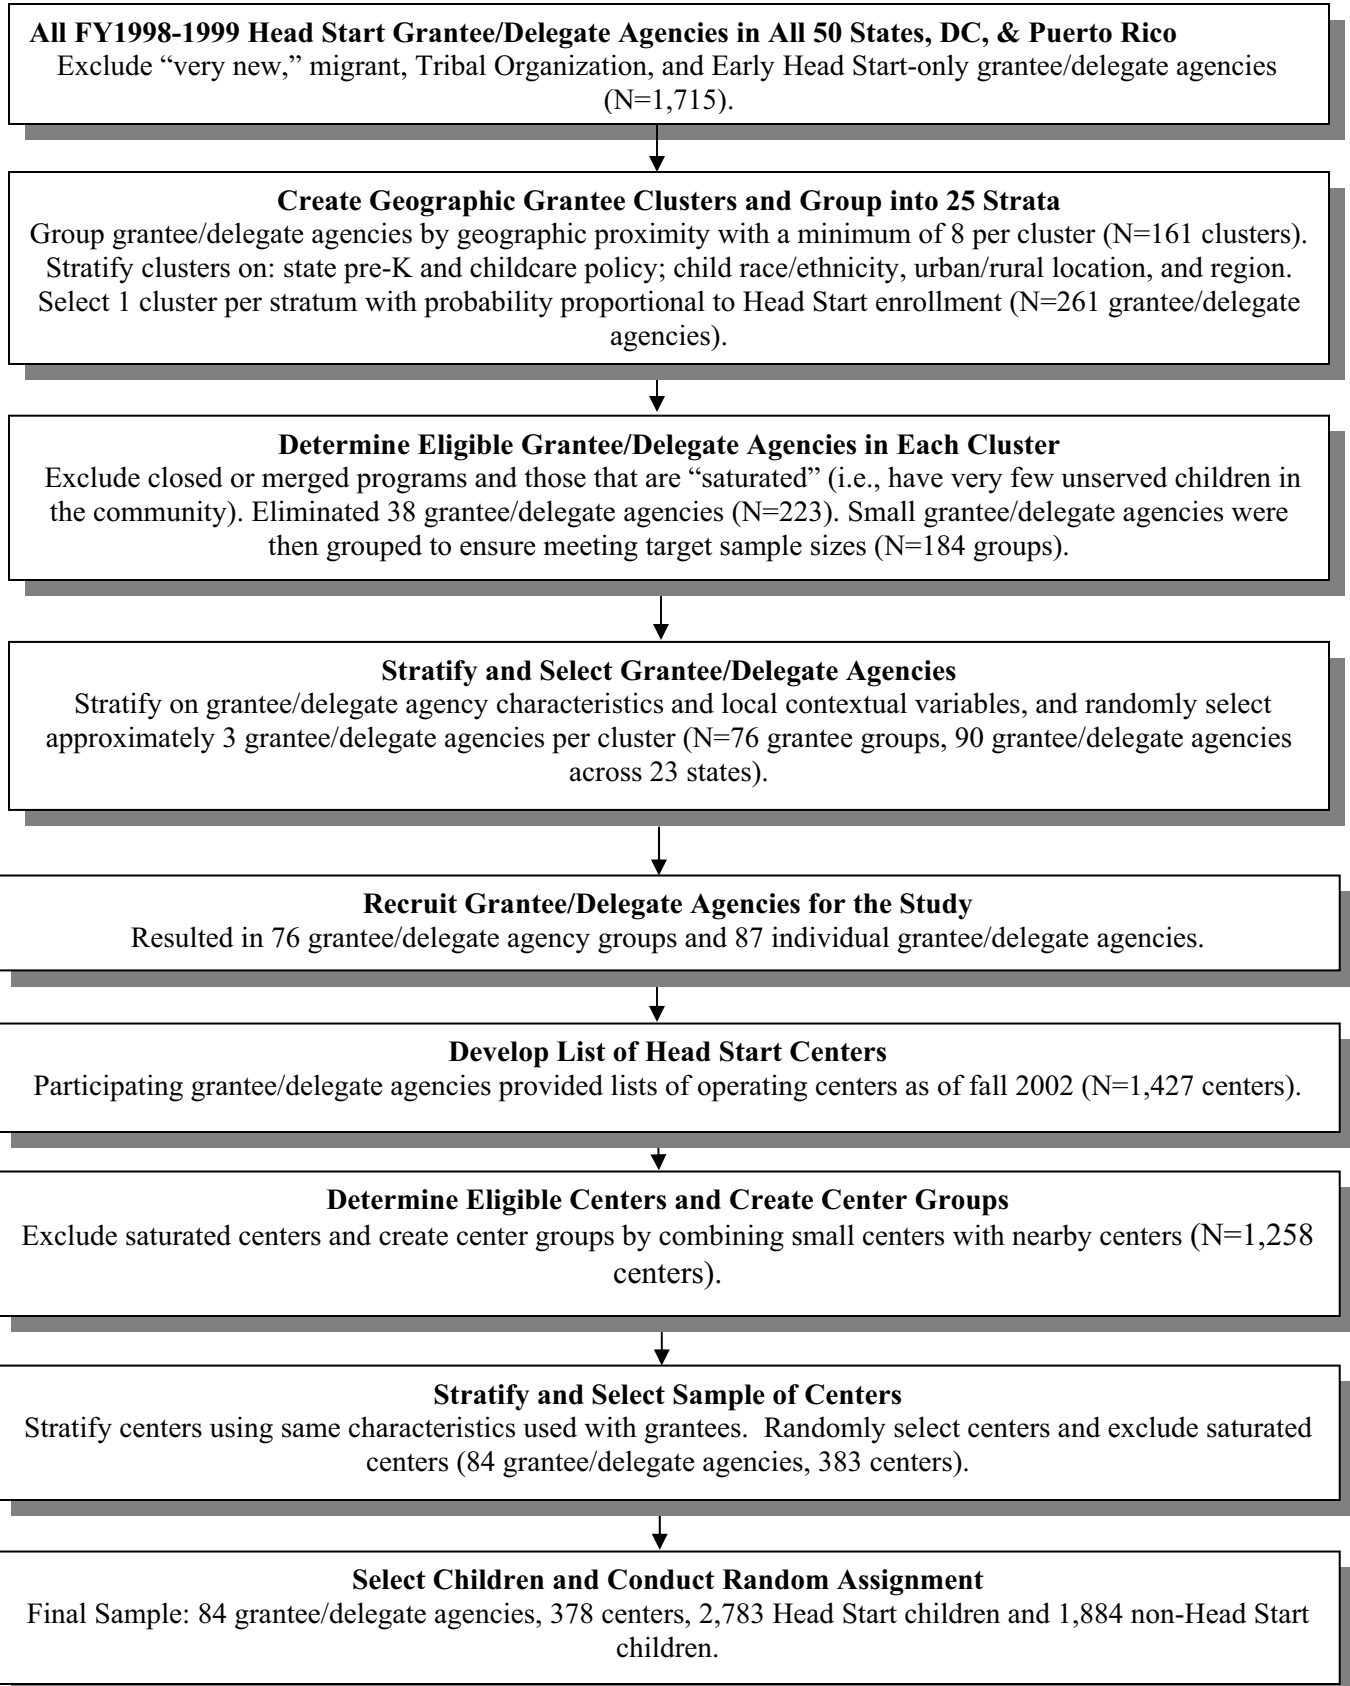 All FY1998-1999 Head Start Grantee/Delegate Agencies in All 50 States, DC, & Puerto Rico
Exclude “very new,” migrant, Tribal Organization, and Early Head Start-only grantee/delegate agencies
(N=1,715).
Create Geographic Grantee Clusters and Group into 25 Strata
Group grantee/delegate agencies by geographic proximity with a minimum of 8 per cluster (N=161 clusters).
Stratify clusters on: state pre-K and childcare policy; child race/ethnicity, urban/rural location, and region.
Select 1 cluster per stratum with probability proportional to Head Start enrollment (N=261 grantee/delegate
agencies).
Determine Eligible Grantee/Delegate Agencies in Each Cluster
Exclude closed or merged programs and those that are “saturated” (i.e., have very few unserved children in
the community). Eliminated 38 grantee/delegate agencies (N=223). Small grantee/delegate agencies were
then grouped to ensure meeting target sample sizes (N=184 groups).
Stratify and Select Grantee/Delegate Agencies
Stratify on grantee/delegate agency characteristics and local contextual variables, and randomly select
approximately 3 grantee/delegate agencies per cluster (N=76 grantee groups, 90 grantee/delegate agencies
across 23 states).
Recruit Grantee/Delegate Agencies for the Study
Resulted in 76 grantee/delegate agency groups and 87 individual grantee/delegate agencies.
Develop List of Head Start Centers
Participating grantee/delegate agencies provided lists of operating centers as of fall 2002 (N=1,427 centers).
Determine Eligible Centers and Create Center Groups
Exclude saturated centers and create center groups by combining small centers with nearby centers (N=1,258
centers).
Stratify and Select Sample of Centers
Stratify centers using same characteristics used with grantees.  Randomly select centers and exclude saturated
centers (84 grantee/delegate agencies, 383 centers).
Select Children and Conduct Random Assignment
Final Sample: 84 grantee/delegate agencies, 378 centers, 2,783 Head Start children and 1,884 non-Head Start
children.